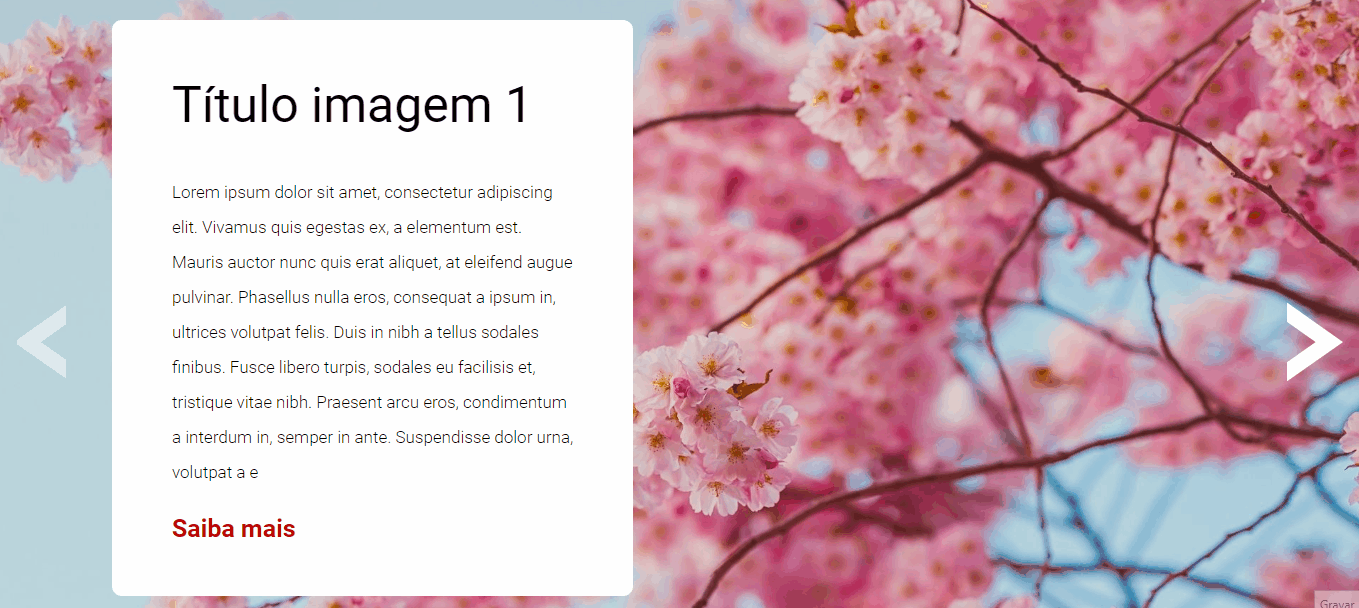 Título imagem 1
Lorem ipsum dolor sit amet, consectetur adipiscing
elit. Vivamus quis egestas ex, a elementum est.
Mauris auctor nunc quis erat aliquet, at eleifend augue
pulvinar. Phasellus nulla eros, consequat a ipsum in,
ultrices volutpat felis. Duis in nibh a tellus sodales
finibus. Fusce libero turpis, sodales eu facilisis et,
tristique vitae nibh. Praesent arcu eros, condimentum
a interdum in, semper in ante. Suspendisse dolor urna,
volutpat a e
Saiba mais
Gravar